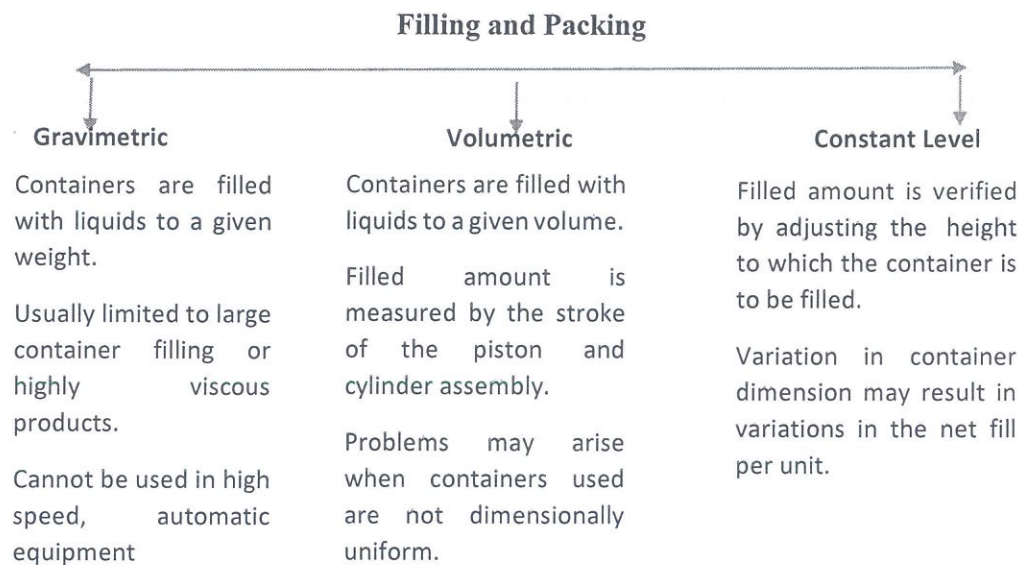 Filling and Packing
Gravimetric
Containers are filled
with liquids to a given
weight.
Usually limited to large
container filling or
highly viscous
products.
Cannot be used in high
speed, automatic
equipment
Volumetric
Containers are filled with
liquids to a given volume.
Filled amount is
measured by the stroke
of the piston and
cylinder assembly.
Problems may arise
when containers used
are not dimensionally
uniform.
Constant Level
Filled amount is verified
by adjusting the height
to which the container is
to be filled.
Variation in container
dimension may result in
variations in the net fill
per unit.